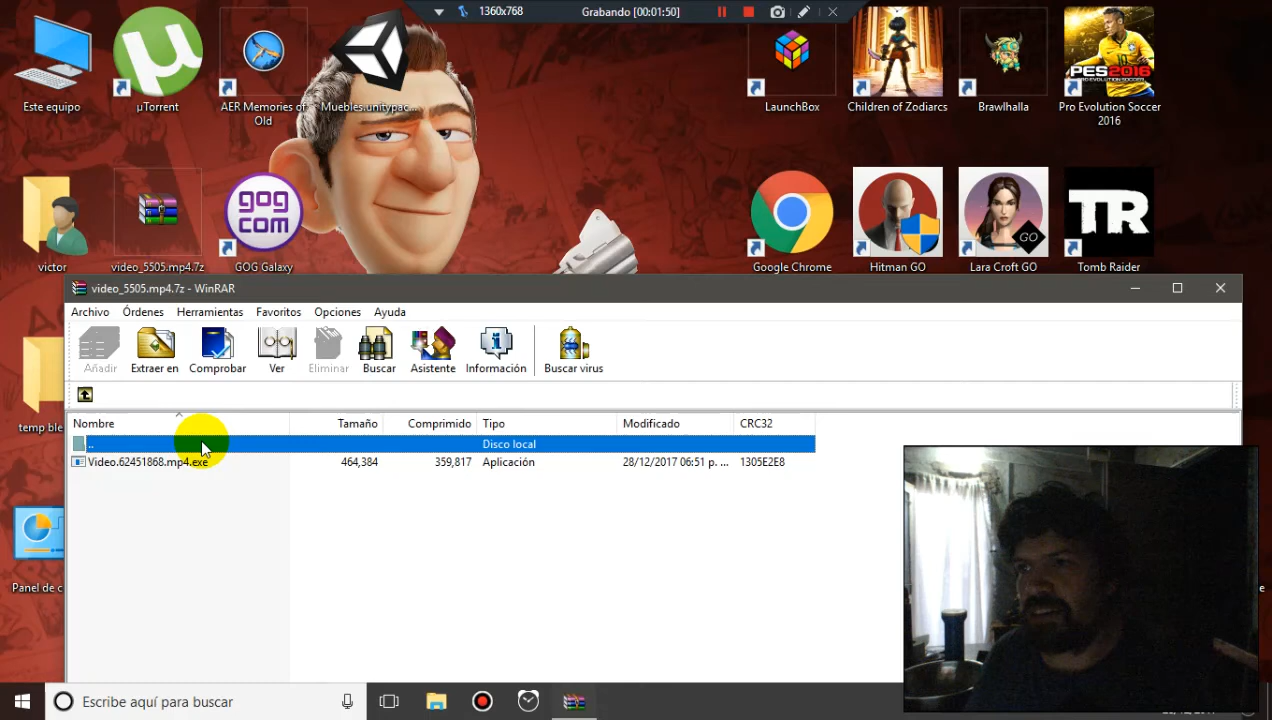 1360x768
Grabando [00:01:50]
Este equipo
µTorrent
AER Memories of
Old
Muebles.unitypac...
LaunchBox
Children of Zodiarcs
Brawlhalla
PES2016
Pro Evolution Soccer
2016
gog
com
GO
TR
victor
video_5505.mp4.7z
GOG Galaxy
Google Chrome
Hitman GO
Lara Croft GO
Tomb Raider
video_5505.mp4.7z - WinRAR
Archivo
Órdenes
Herramientas
Favoritos
Opciones
Ayuda
Añadir
Extraer en
Comprobar
Ver
Eliminar
Buscar
Asistente
Información
Buscar virus
Nombre
Tamaño
Comprimido
Tipo
Modificado
CRC32
..
Disco local
Video.62451868.mp4.exe
464,384
359,817
Aplicación
28/12/2017 06:51 p. ...
1305E2E8
temp ble
Panel de c
Escribe aquí para buscar